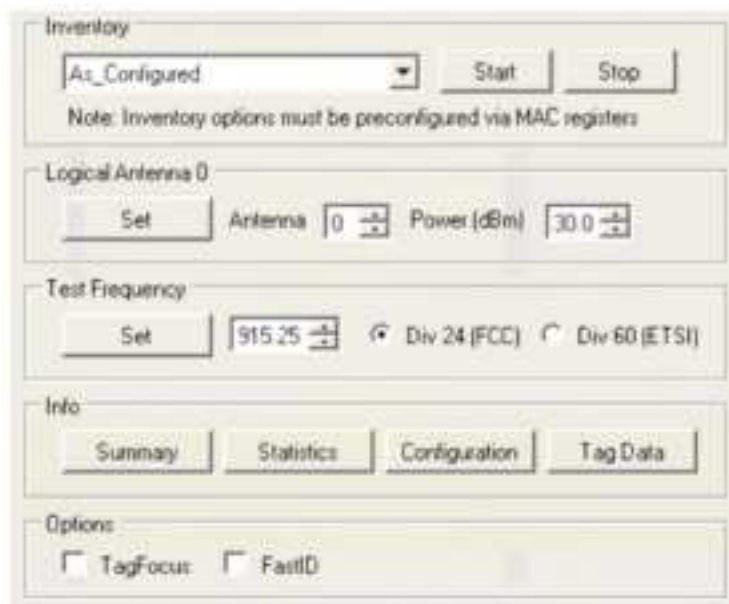 Inventory
As_Configured Start Stop
Note: Inventory options must be preconfigured via MAC registers
Logical Antenna 0
Set Antenna 0 Power (dBm) 30.0
Test Frequency
Set 915.25 Div 24 (FCC) Div 60 (ETSI)
Info
Summary Statistics Configuration Tag Data
Options
TagFocus FastID